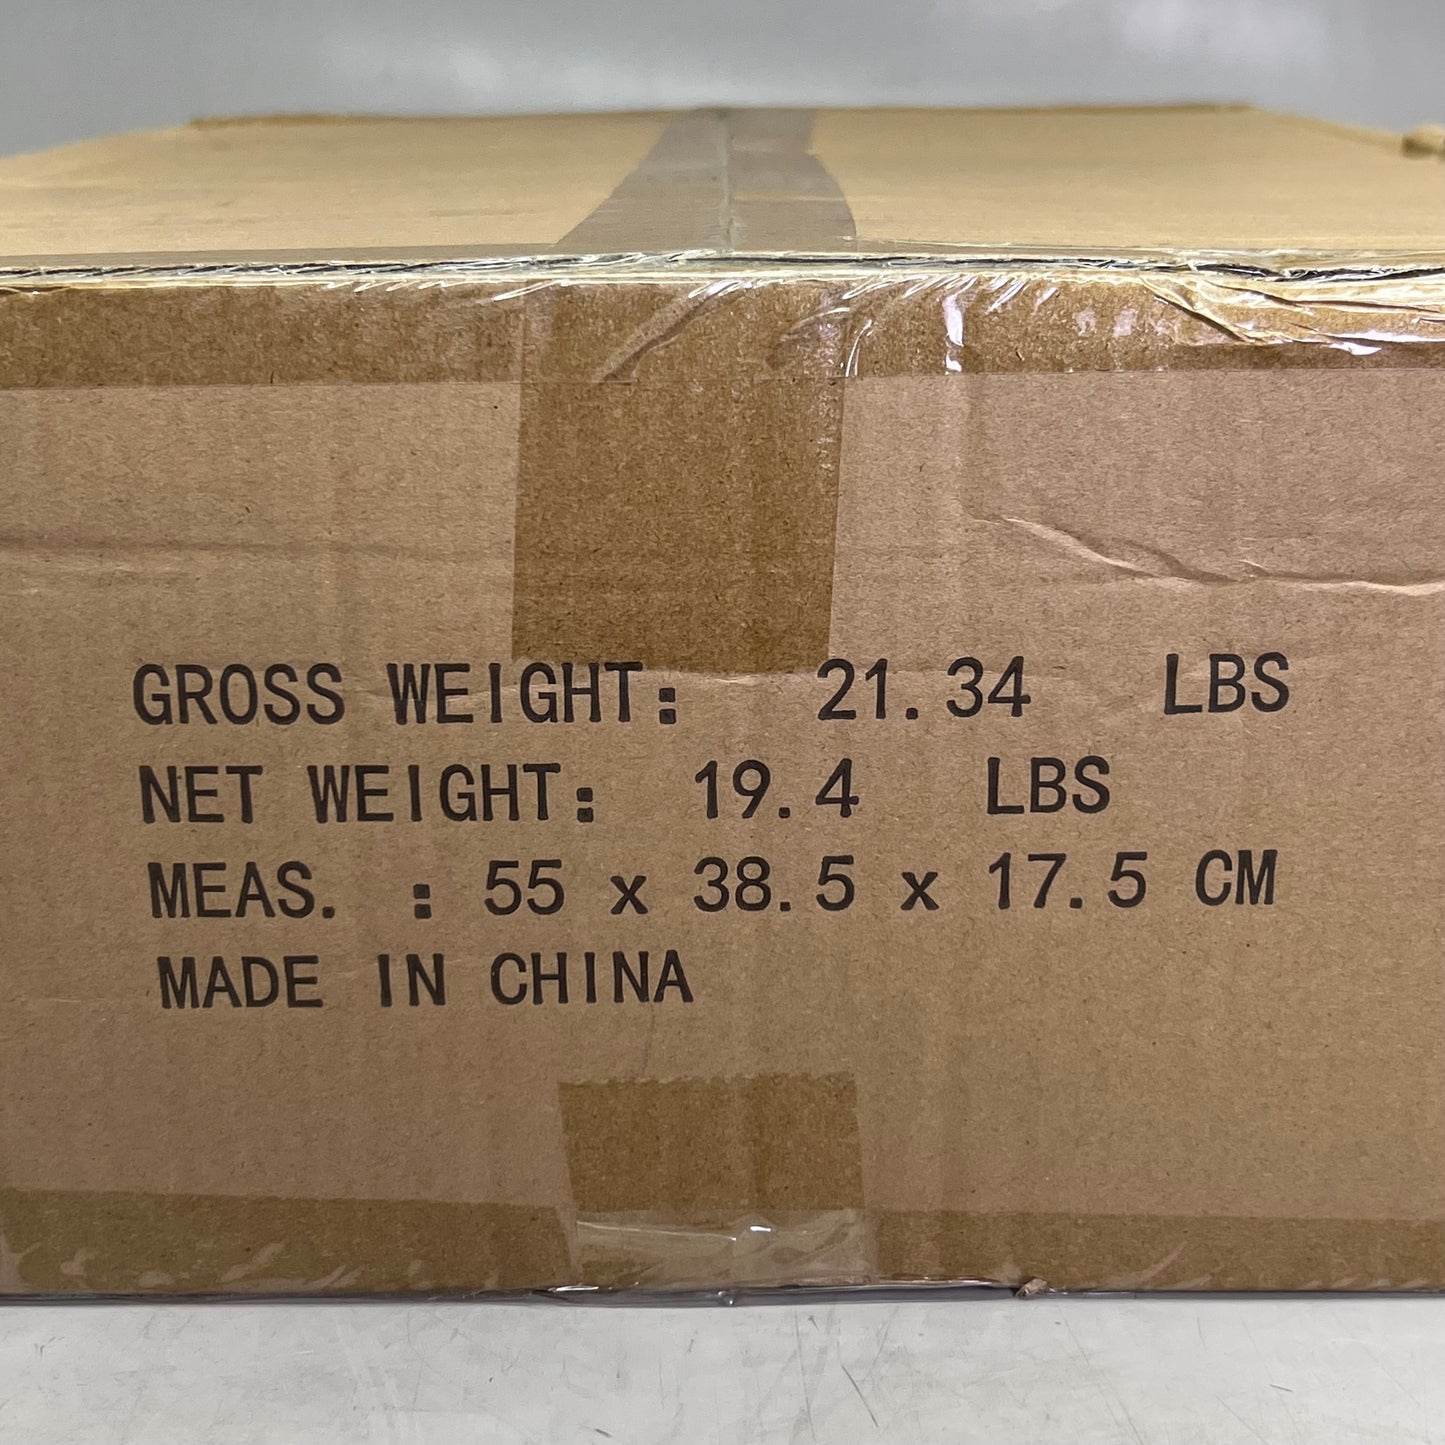 GROSS WEIGHT: 21.34 LBS
NET WEIGHT: 19.4 LBS
MEAS. : 55 x 38.5 x 17.5 CM
MADE IN CHINA